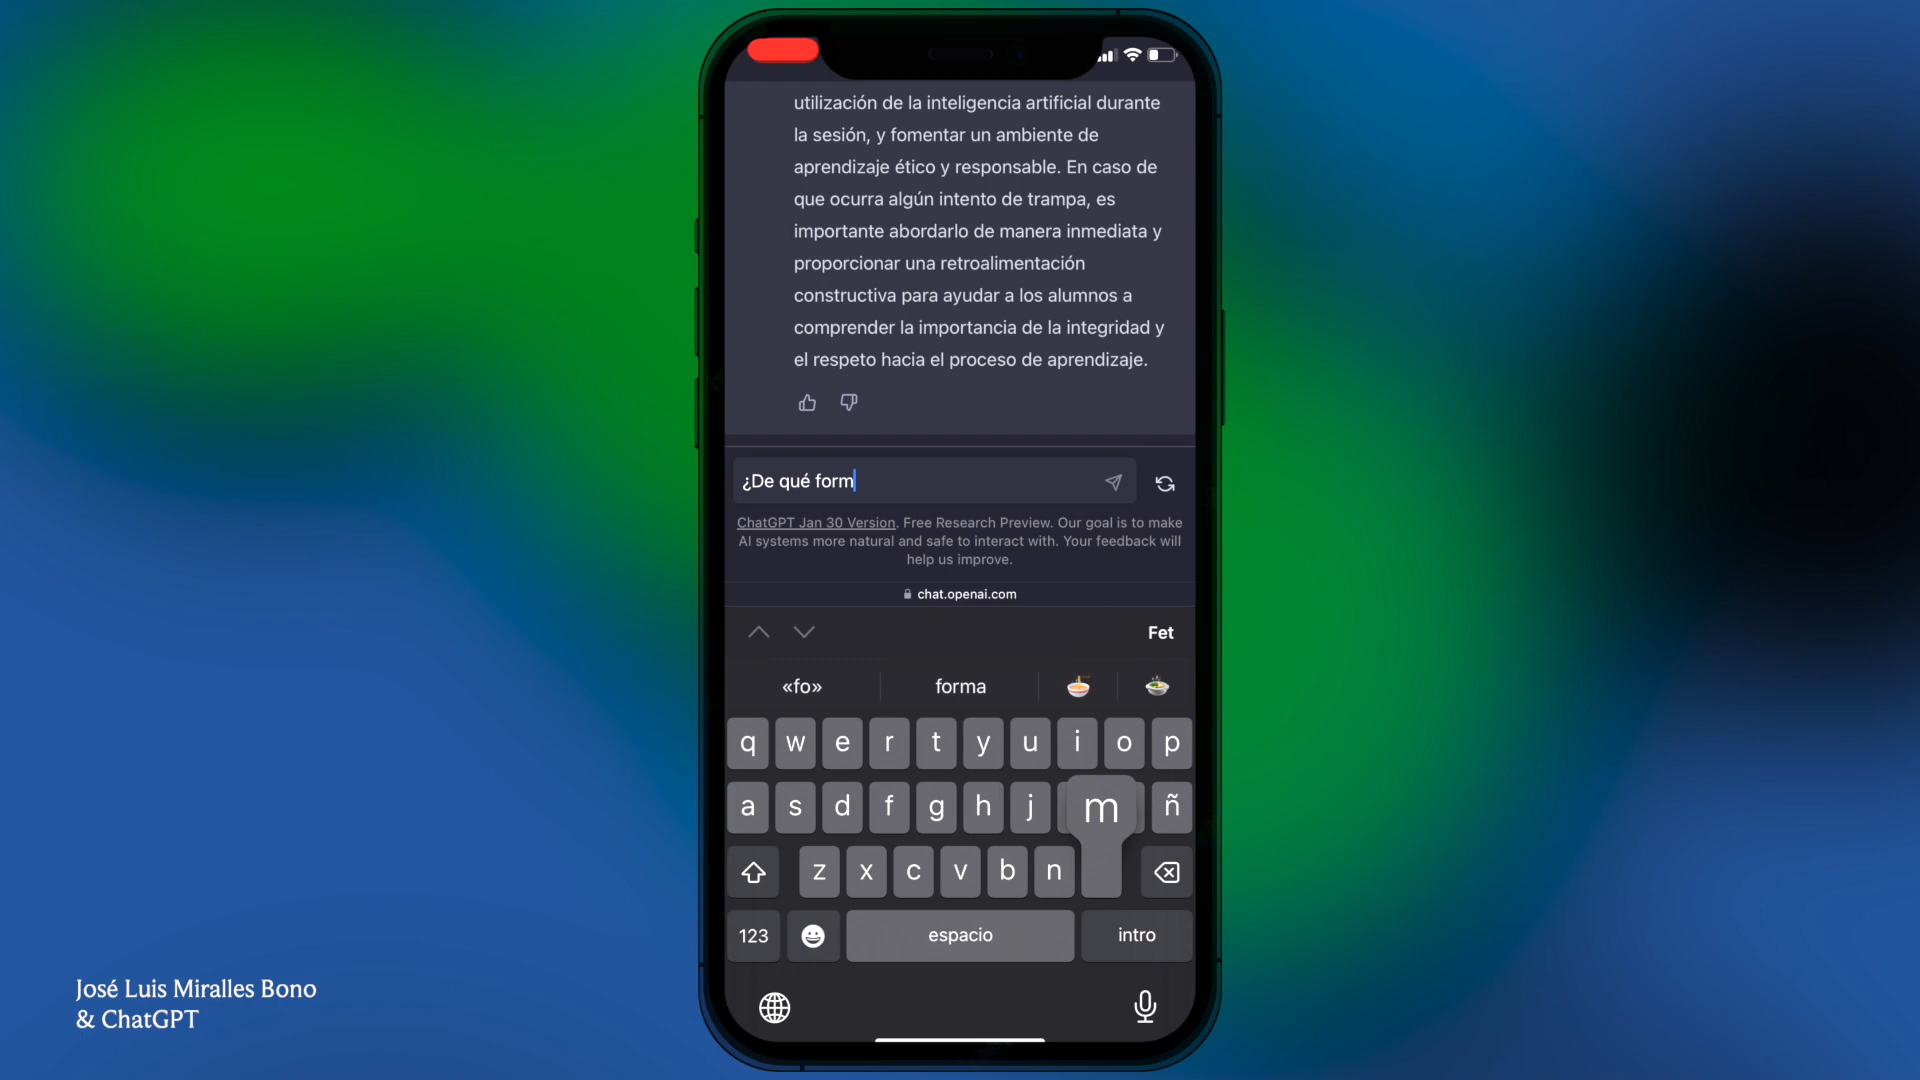 utilización de la inteligencia artificial durante
la sesión, y fomentar un ambiente de
aprendizaje ético y responsable. En caso de
que ocurra algún intento de trampa, es
importante abordarlo de manera inmediata y
proporcionar una retroalimentación
constructiva para ayudar a los alumnos a
comprender la importancia de la integridad y
el respeto hacia el proceso de aprendizaje.
¿De qué form
ChatGPT Jan 30 Version. Free Research Preview. Our goal is to make
AI systems more natural and safe to interact with. Your feedback will
help us improve.
chat.openai.com
Fet
«fo» forma
q w e r t y u i o p
a s d f g h j m ñ
z x c v b n
123 espacio intro
José Luis Miralles Bono
& ChatGPT